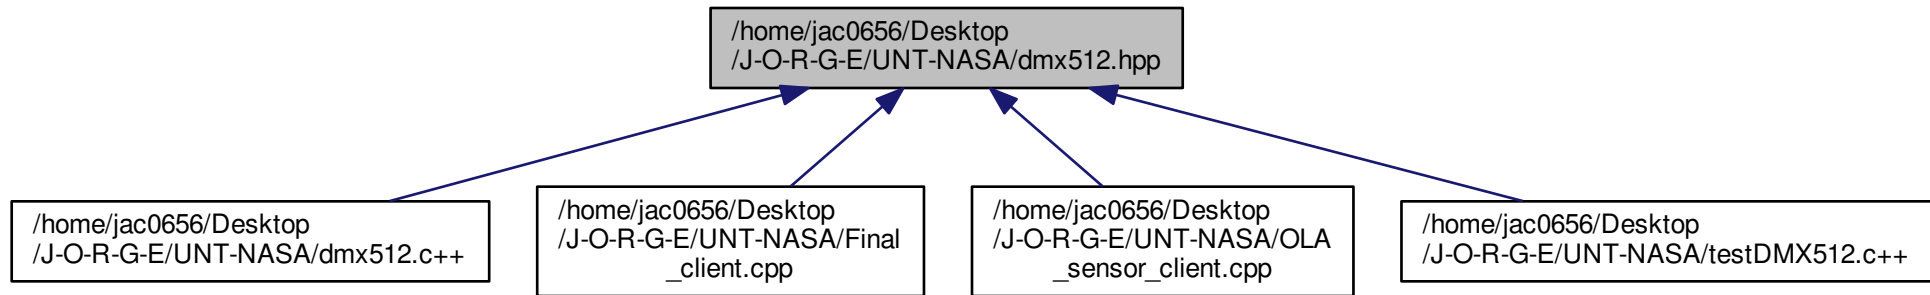 /home/jac0656/Desktop
/J-O-R-G-E/UNT-NASA/dmx512.hpp
/home/jac0656/Desktop
/J-O-R-G-E/UNT-NASA/dmx512.c++
/home/jac0656/Desktop
/J-O-R-G-E/UNT-NASA/Final
_client.cpp
/home/jac0656/Desktop
/J-O-R-G-E/UNT-NASA/OLA
_sensor_client.cpp
/home/jac0656/Desktop
/J-O-R-G-E/UNT-NASA/testDMX512.c++